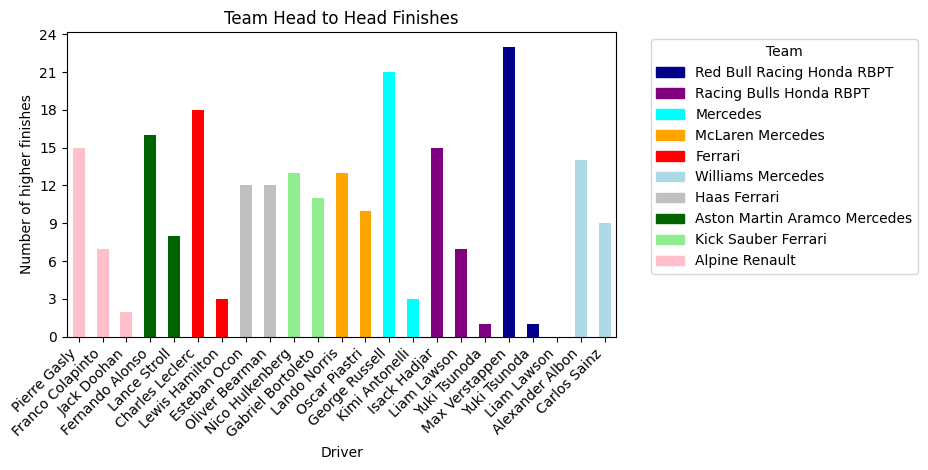 Team Head to Head Finishes
Number of higher finishes
24
21
18
15
12
9
6
3
0
Pierre Gasly
Franco Colapinto
Jack Doohan
Fernando Alonso
Lance Stroll
Charles Leclerc
Lewis Hamilton
Esteban Ocon
Oliver Bearman
Nico Hulkenberg
Gabriel Bortoleto
Lando Norris
Oscar Piastri
George Russell
Kimi Antonelli
Isack Hadjar
Liam Lawson
Yuki Tsunoda
Max Verstappen
Yuki Tsunoda
Liam Lawson
Alexander Albon
Carlos Sainz
Driver
Team
Red Bull Racing Honda RBPT
Racing Bulls Honda RBPT
Mercedes
McLaren Mercedes
Ferrari
Williams Mercedes
Haas Ferrari
Aston Martin Aramco Mercedes
Kick Sauber Ferrari
Alpine Renault